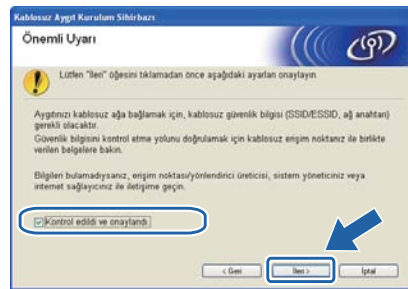 Kablosuz Aygıt Kurulum Sihirbazı
Önemli Uyarı
Lütfen "İleri" öğesini tıklamadan önce aşağıdaki ayarları onaylayın.
Aygıtınızı kablosuz ağa bağlamak için, kablosuz güvenlik bilgisi (SSID/ESSID, ağ anahtarı)
gerekli olacaktır.
Güvenlik bilgisini kontrol etme yolunu doğrulamak için kablosuz erişim noktanız ile birlikte
verilen belgelere bakın.
Bilgileri bulamadıysanız, erişim noktası/yönlendirici üreticisi, sistem yöneticiniz veya
internet sağlayıcınız ile iletişime geçin.
Kontrol edildi ve onaylandı.
< Geri İleri > İptal